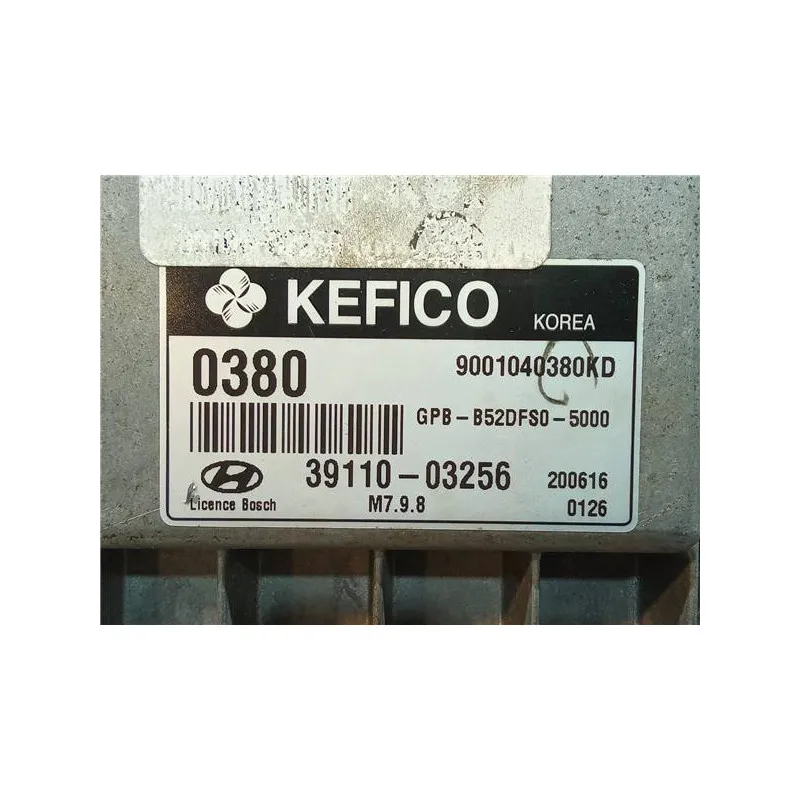 KEFICO KOREA
0380 9001040380KD
GPB-B52DFS0-5000
39110-03256 200616
Licence Bosch M7.9.8 0126